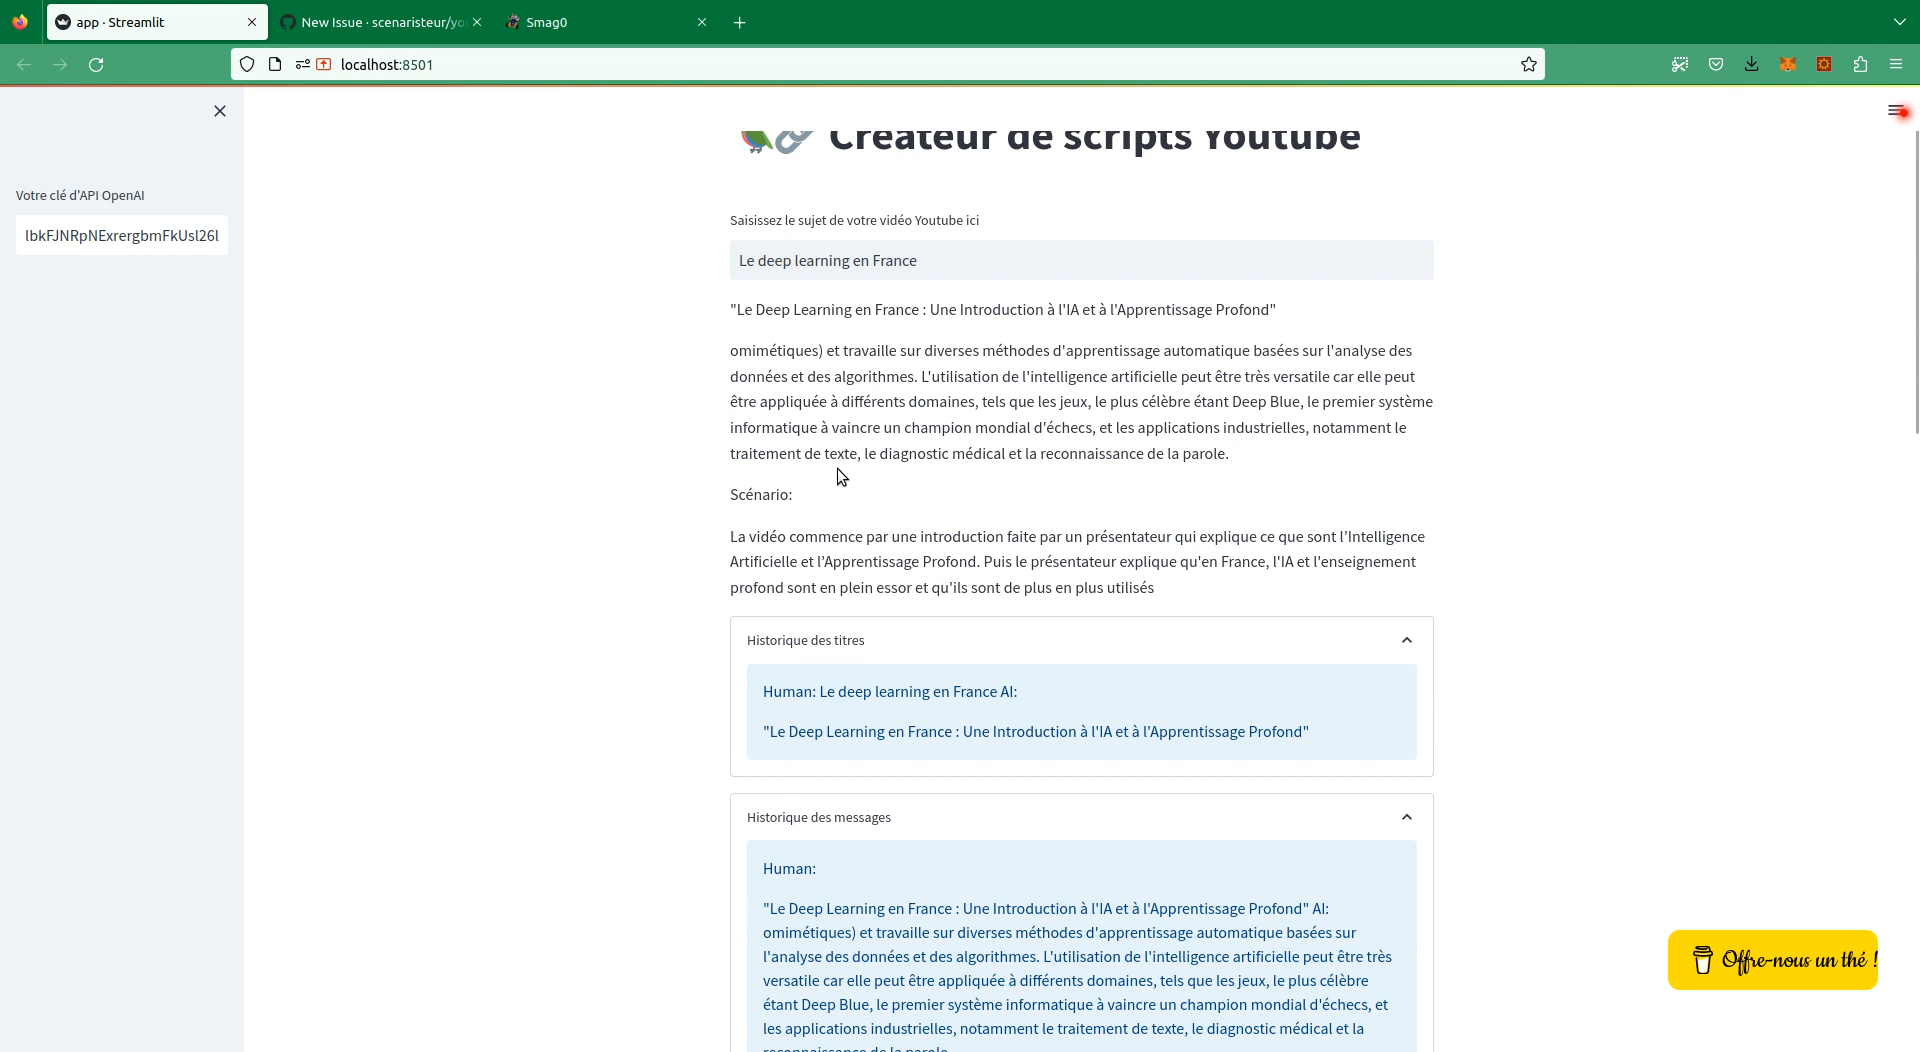 app · Streamlit
New Issue · scenaristeur/yo
Smag0
localhost:8501
Votre clé d'API OpenAI
lbkFJNRpNExrergbmFkUsl26l
Créateur de scripts Youtube
Saisissez le sujet de votre vidéo Youtube ici
Le deep learning en France
"Le Deep Learning en France : Une Introduction à l'IA et à l'Apprentissage Profond"
omimétiques) et travaille sur diverses méthodes d'apprentissage automatique basées sur l'analyse des
données et des algorithmes. L'utilisation de l'intelligence artificielle peut être très versatile car elle peut
être appliquée à différents domaines, tels que les jeux, le plus célèbre étant Deep Blue, le premier système
informatique à vaincre un champion mondial d'échecs, et les applications industrielles, notamment le
traitement de texte, le diagnostic médical et la reconnaissance de la parole.
Scénario:
La vidéo commence par une introduction faite par un présentateur qui explique ce que sont l’Intelligence
Artificielle et l’Apprentissage Profond. Puis le présentateur explique qu'en France, l'IA et l'enseignement
profond sont en plein essor et qu'ils sont de plus en plus utilisés
Historique des titres
Human: Le deep learning en France AI:
"Le Deep Learning en France : Une Introduction à l'IA et à l'Apprentissage Profond"
Historique des messages
Human:
"Le Deep Learning en France : Une Introduction à l'IA et à l'Apprentissage Profond" AI:
omimétiques) et travaille sur diverses méthodes d'apprentissage automatique basées sur
l'analyse des données et des algorithmes. L'utilisation de l'intelligence artificielle peut être très
versatile car elle peut être appliquée à différents domaines, tels que les jeux, le plus célèbre
étant Deep Blue, le premier système informatique à vaincre un champion mondial d'échecs, et
les applications industrielles, notamment le traitement de texte, le diagnostic médical et la
reconnaissance de la parole.
Offre-nous un thé !